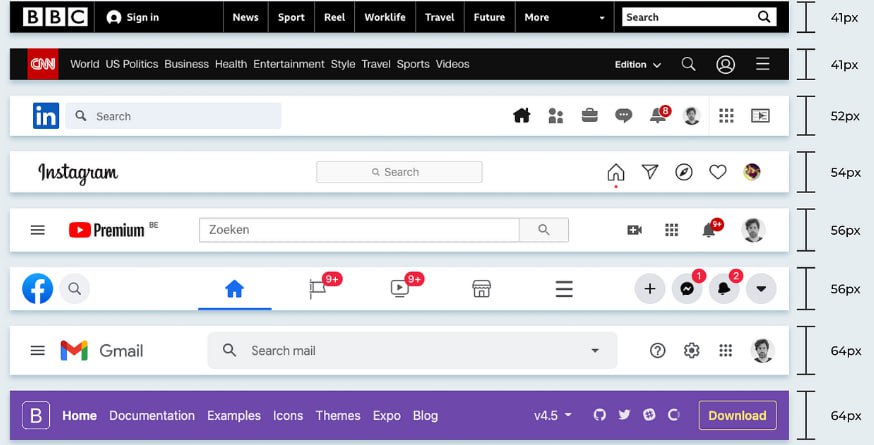 BBC Sign in News Sport Reel Worklife Travel Future More Search 41px
CNN World US Politics Business Health Entertainment Style Travel Sports Videos Edition 41px
in Search 8 52px
Instagram Search 54px
Premium BE Zoeken 9+ 56px
f 9+ 9+ 1 2 56px
Gmail Search mail 64px
B Home Documentation Examples Icons Themes Expo Blog v4.5 Download 64px